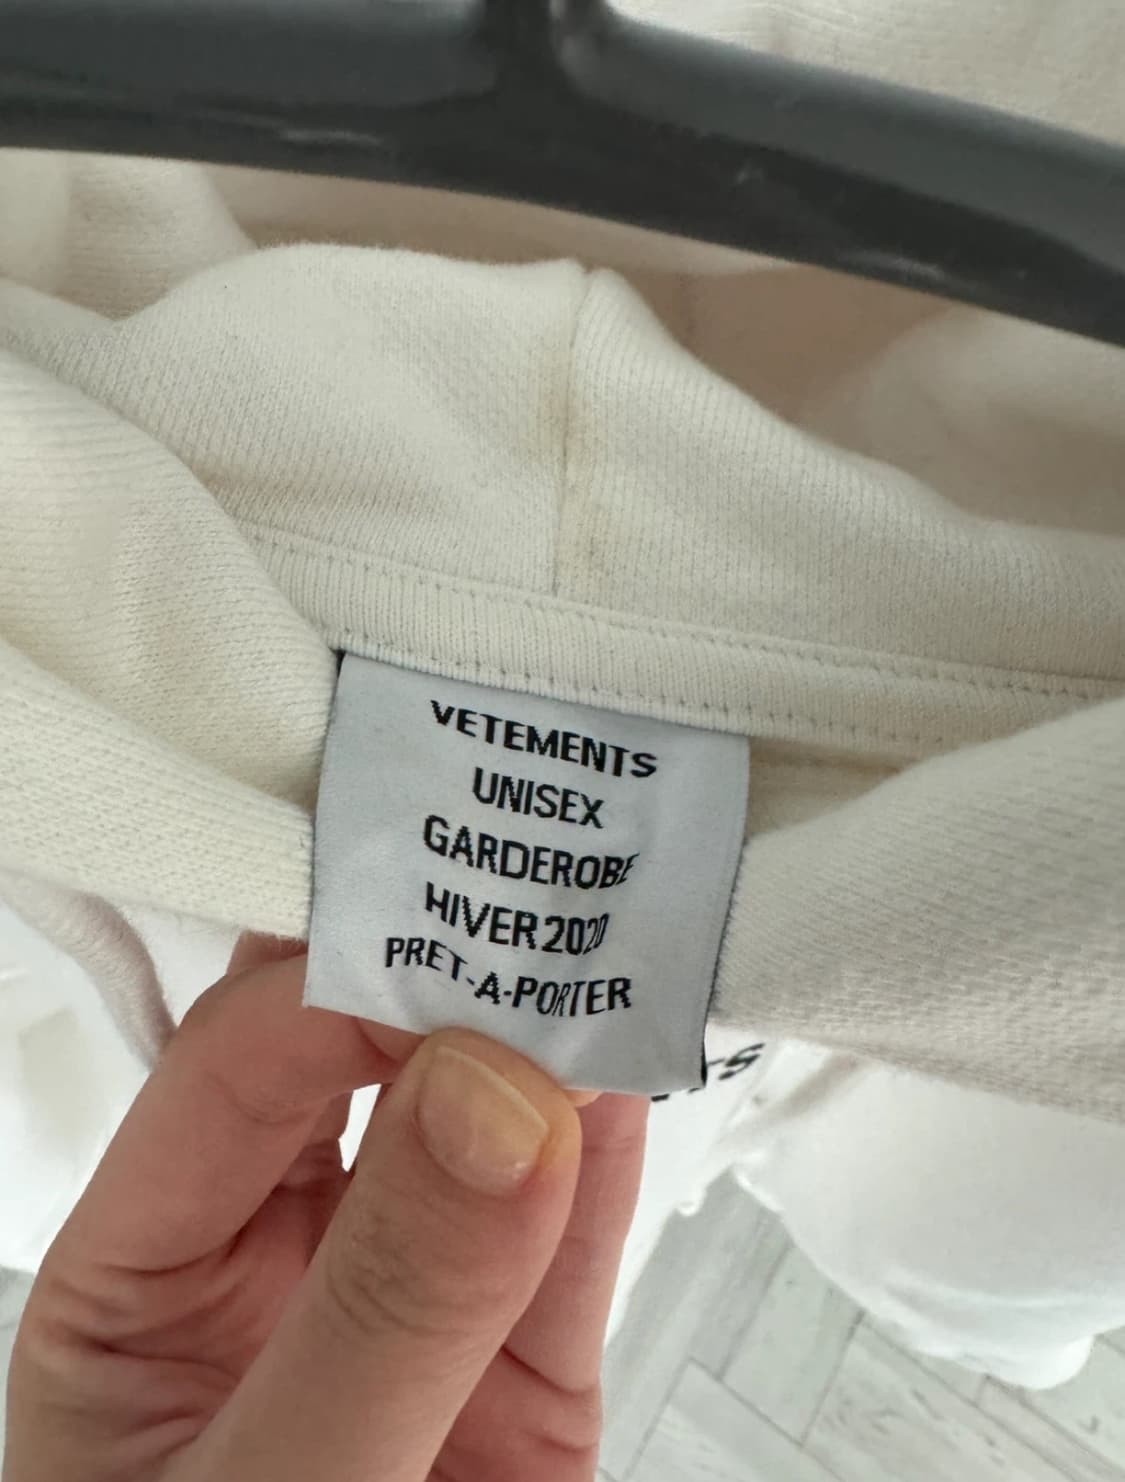 VETEMENTS
UNISEX
GARDEROBE
HIVER 2020
PRET-A-PORTER